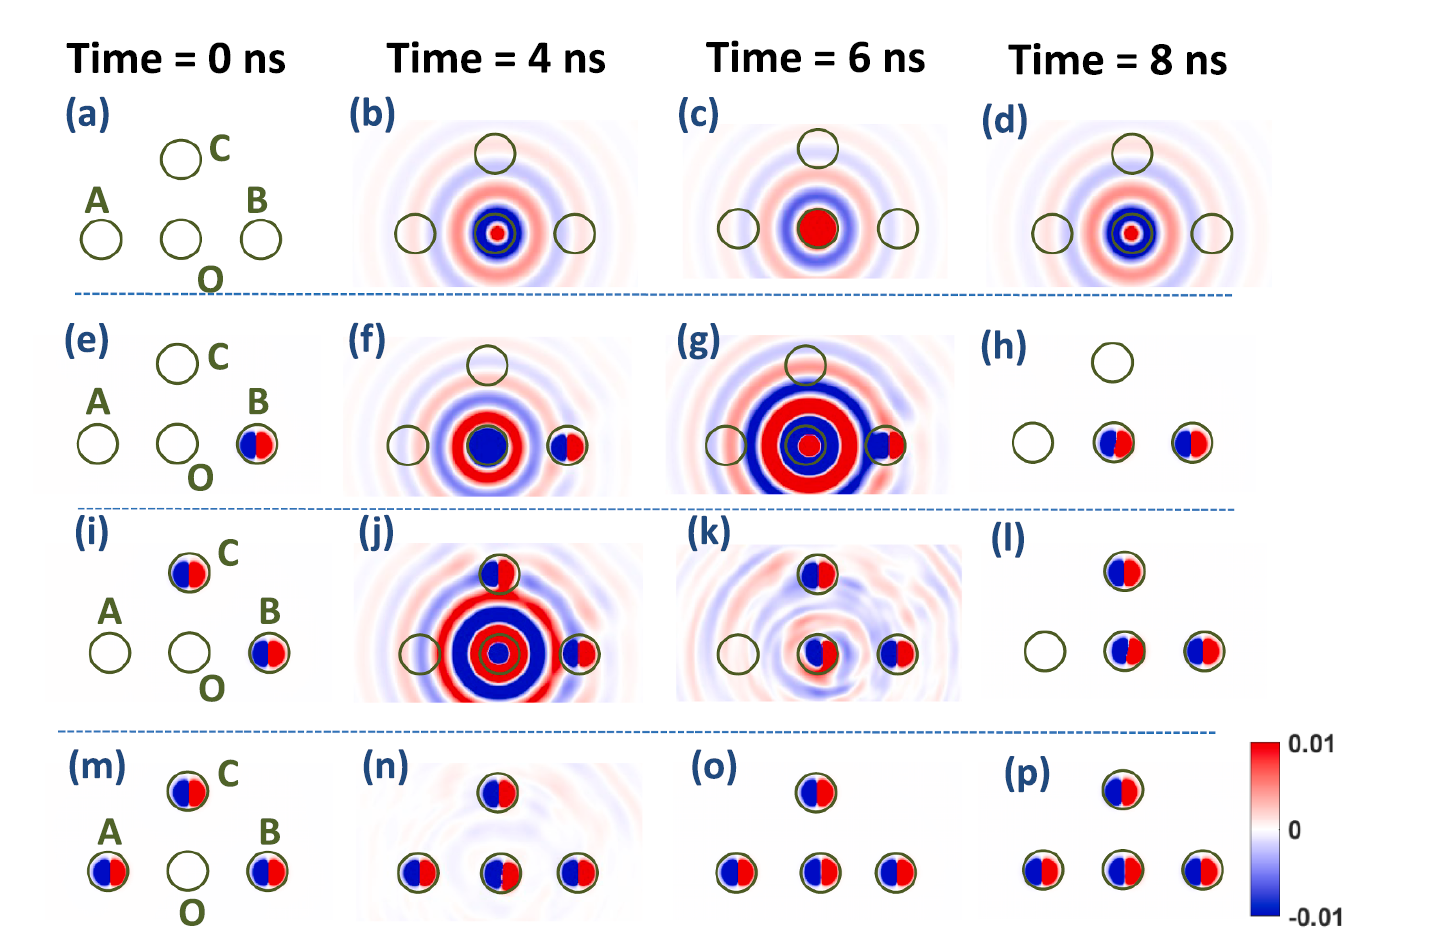 Time = 0 ns Time = 4 ns Time = 6 ns Time = 8 ns
(a) (b) (c) (d)
C
A B
O
(e) (f) (g) (h)
C
A B
O
(i) (j) (k) (l)
C
A B
O
(m) (n) (o) (p)
C
A B
O
0.01
0
-0.01